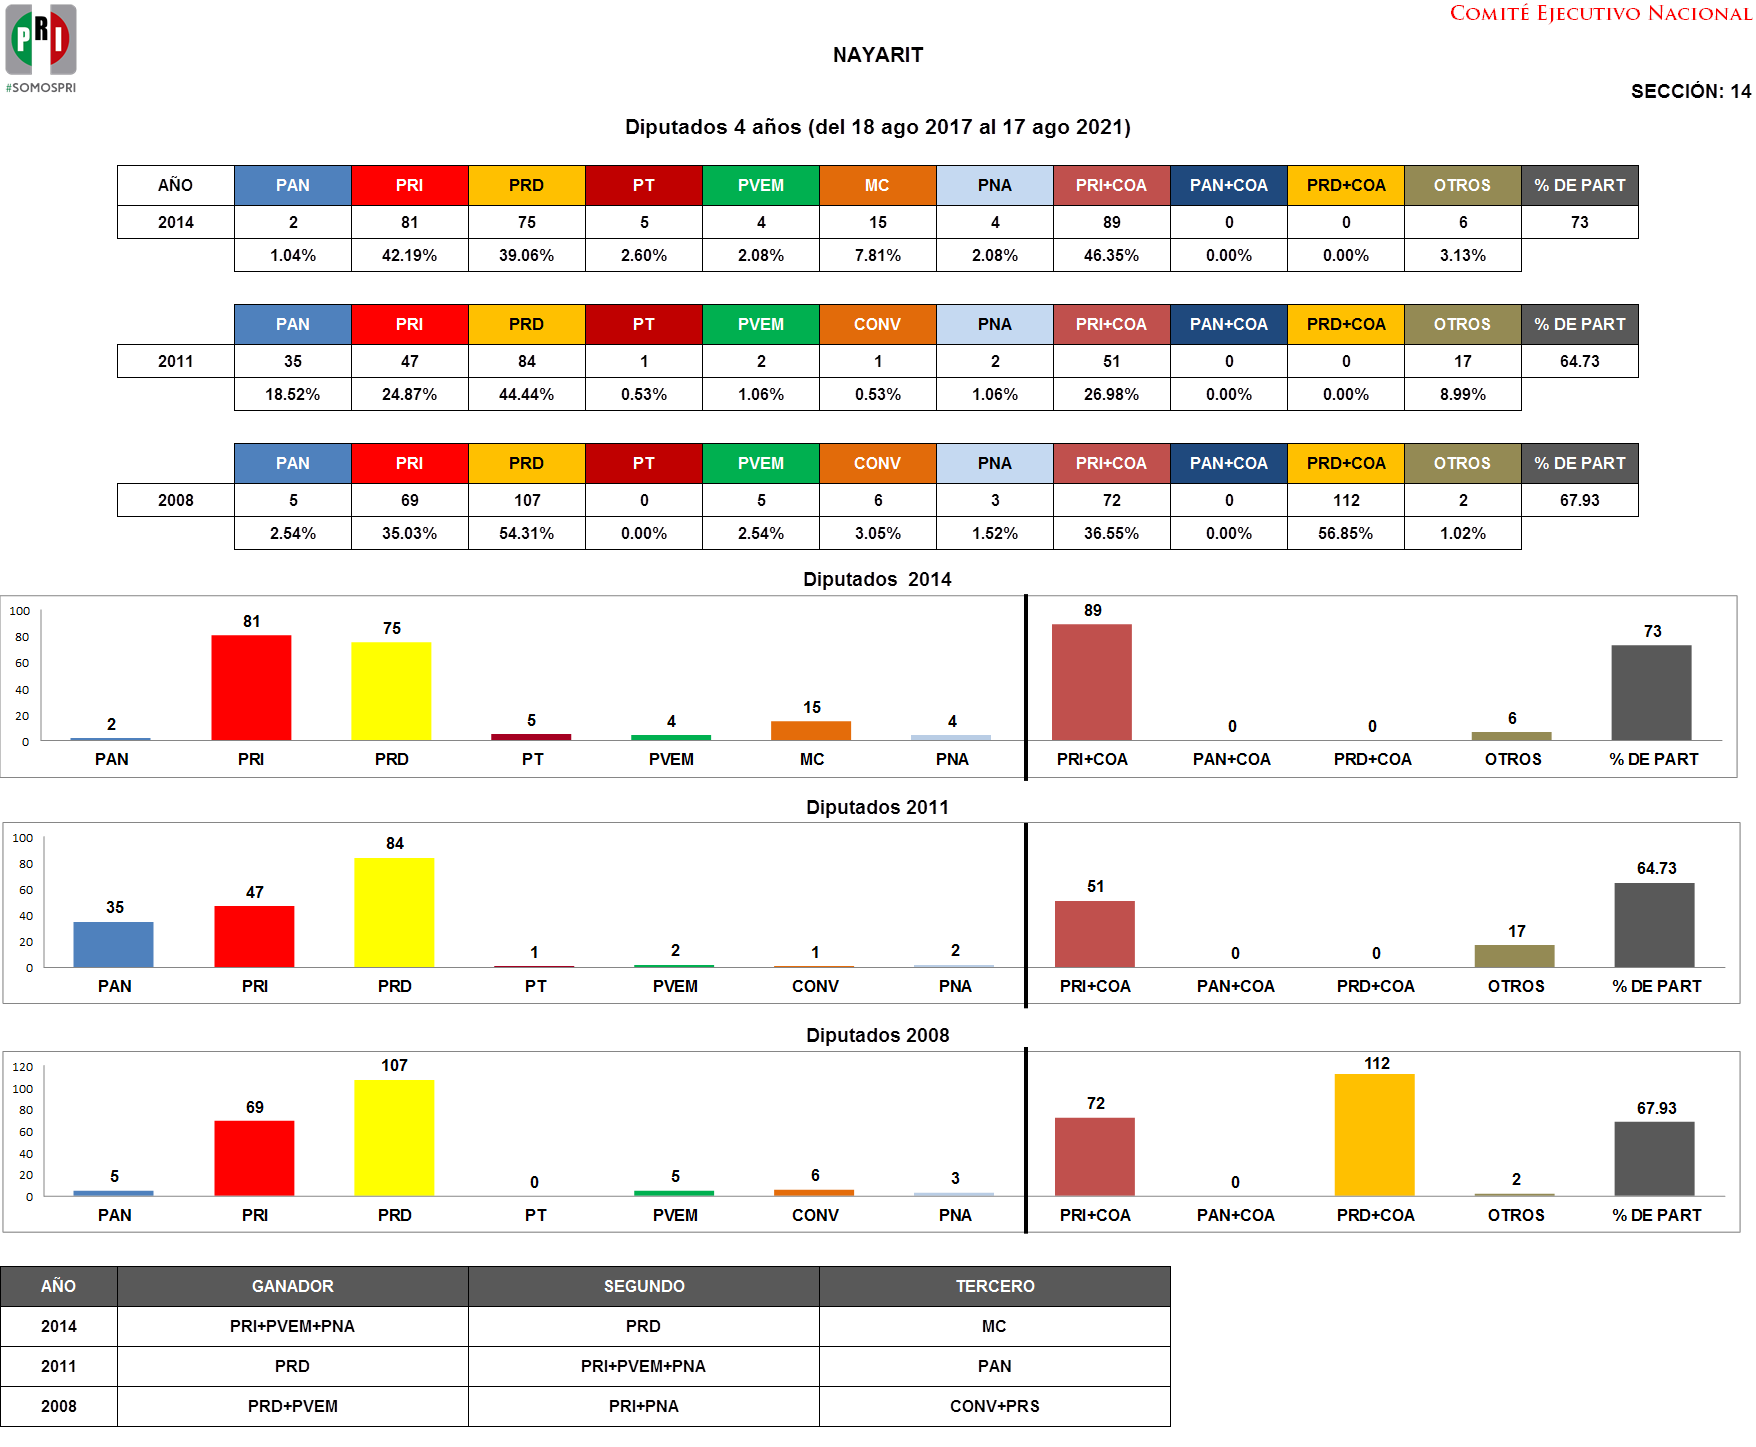 PRI
#SOMOSPRI
COMITÉ EJECUTIVO NACIONAL
NAYARIT
SECCIÓN: 14
Diputados 4 años (del 18 ago 2017 al 17 ago 2021)
AÑO PAN PRI PRD PT PVEM MC PNA PRI+COA PAN+COA PRD+COA OTROS % DE PART
2014 2 81 75 5 4 15 4 89 0 0 6 73
1.04% 42.19% 39.06% 2.60% 2.08% 7.81% 2.08% 46.35% 0.00% 0.00% 3.13%
PAN PRI PRD PT PVEM CONV PNA PRI+COA PAN+COA PRD+COA OTROS % DE PART
2011 35 47 84 1 2 1 2 51 0 0 17 64.73
18.52% 24.87% 44.44% 0.53% 1.06% 0.53% 1.06% 26.98% 0.00% 0.00% 8.99%
PAN PRI PRD PT PVEM CONV PNA PRI+COA PAN+COA PRD+COA OTROS % DE PART
2008 5 69 107 0 5 6 3 72 0 112 2 67.93
2.54% 35.03% 54.31% 0.00% 2.54% 3.05% 1.52% 36.55% 0.00% 56.85% 1.02%
Diputados 2014
100
80
60
40
20
0
2 81 75 5 4 15 4 89 0 0 6 73
PAN PRI PRD PT PVEM MC PNA PRI+COA PAN+COA PRD+COA OTROS % DE PART
Diputados 2011
100
80
60
40
20
0
35 47 84 1 2 1 2 51 0 0 17 64.73
PAN PRI PRD PT PVEM CONV PNA PRI+COA PAN+COA PRD+COA OTROS % DE PART
Diputados 2008
120
100
80
60
40
20
0
5 69 107 0 5 6 3 72 0 112 2 67.93
PAN PRI PRD PT PVEM CONV PNA PRI+COA PAN+COA PRD+COA OTROS % DE PART
AÑO GANADOR SEGUNDO TERCERO
2014 PRI+PVEM+PNA PRD MC
2011 PRD PRI+PVEM+PNA PAN
2008 PRD+PVEM PRI+PNA CONV+PRS